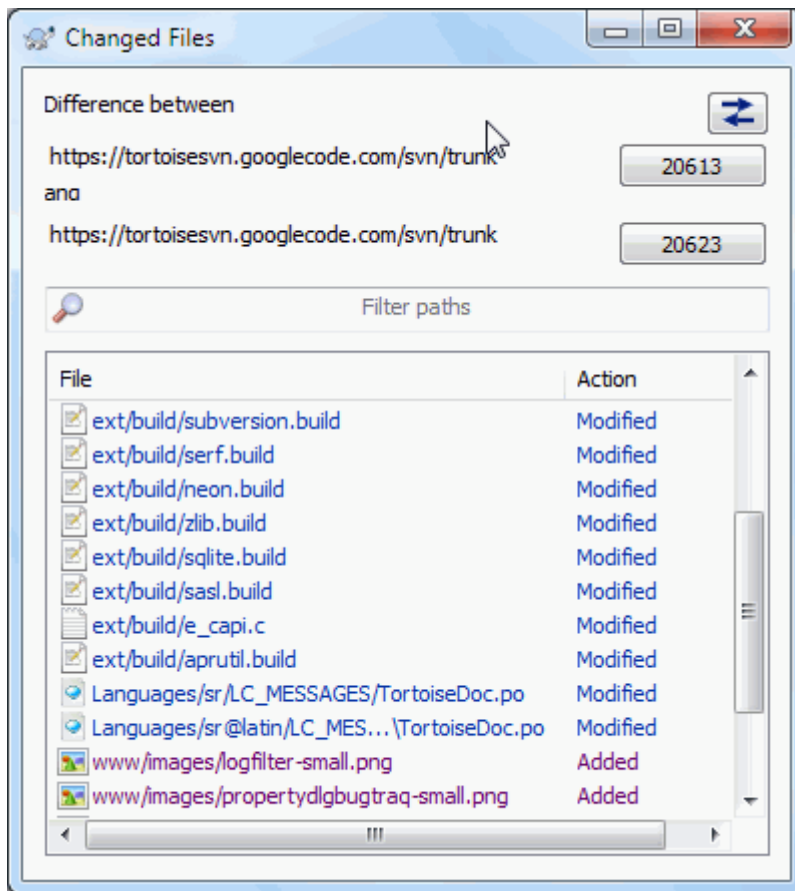 Changed Files
Difference between
https://tortoisesvn.googlecode.com/svn/trunk 20613
and
https://tortoisesvn.googlecode.com/svn/trunk 20623
Filter paths
File Action
ext/build/subversion.build Modified
ext/build/serf.build Modified
ext/build/neon.build Modified
ext/build/zlib.build Modified
ext/build/sqlite.build Modified
ext/build/sasl.build Modified
ext/build/e_capi.c Modified
ext/build/aprutil.build Modified
Languages/sr/LC_MESSAGES/TortoiseDoc.po Modified
Languages/sr@latin/LC_MES...\TortoiseDoc.po Modified
www/images/logfilter-small.png Added
www/images/propertydlgbugtraq-small.png Added